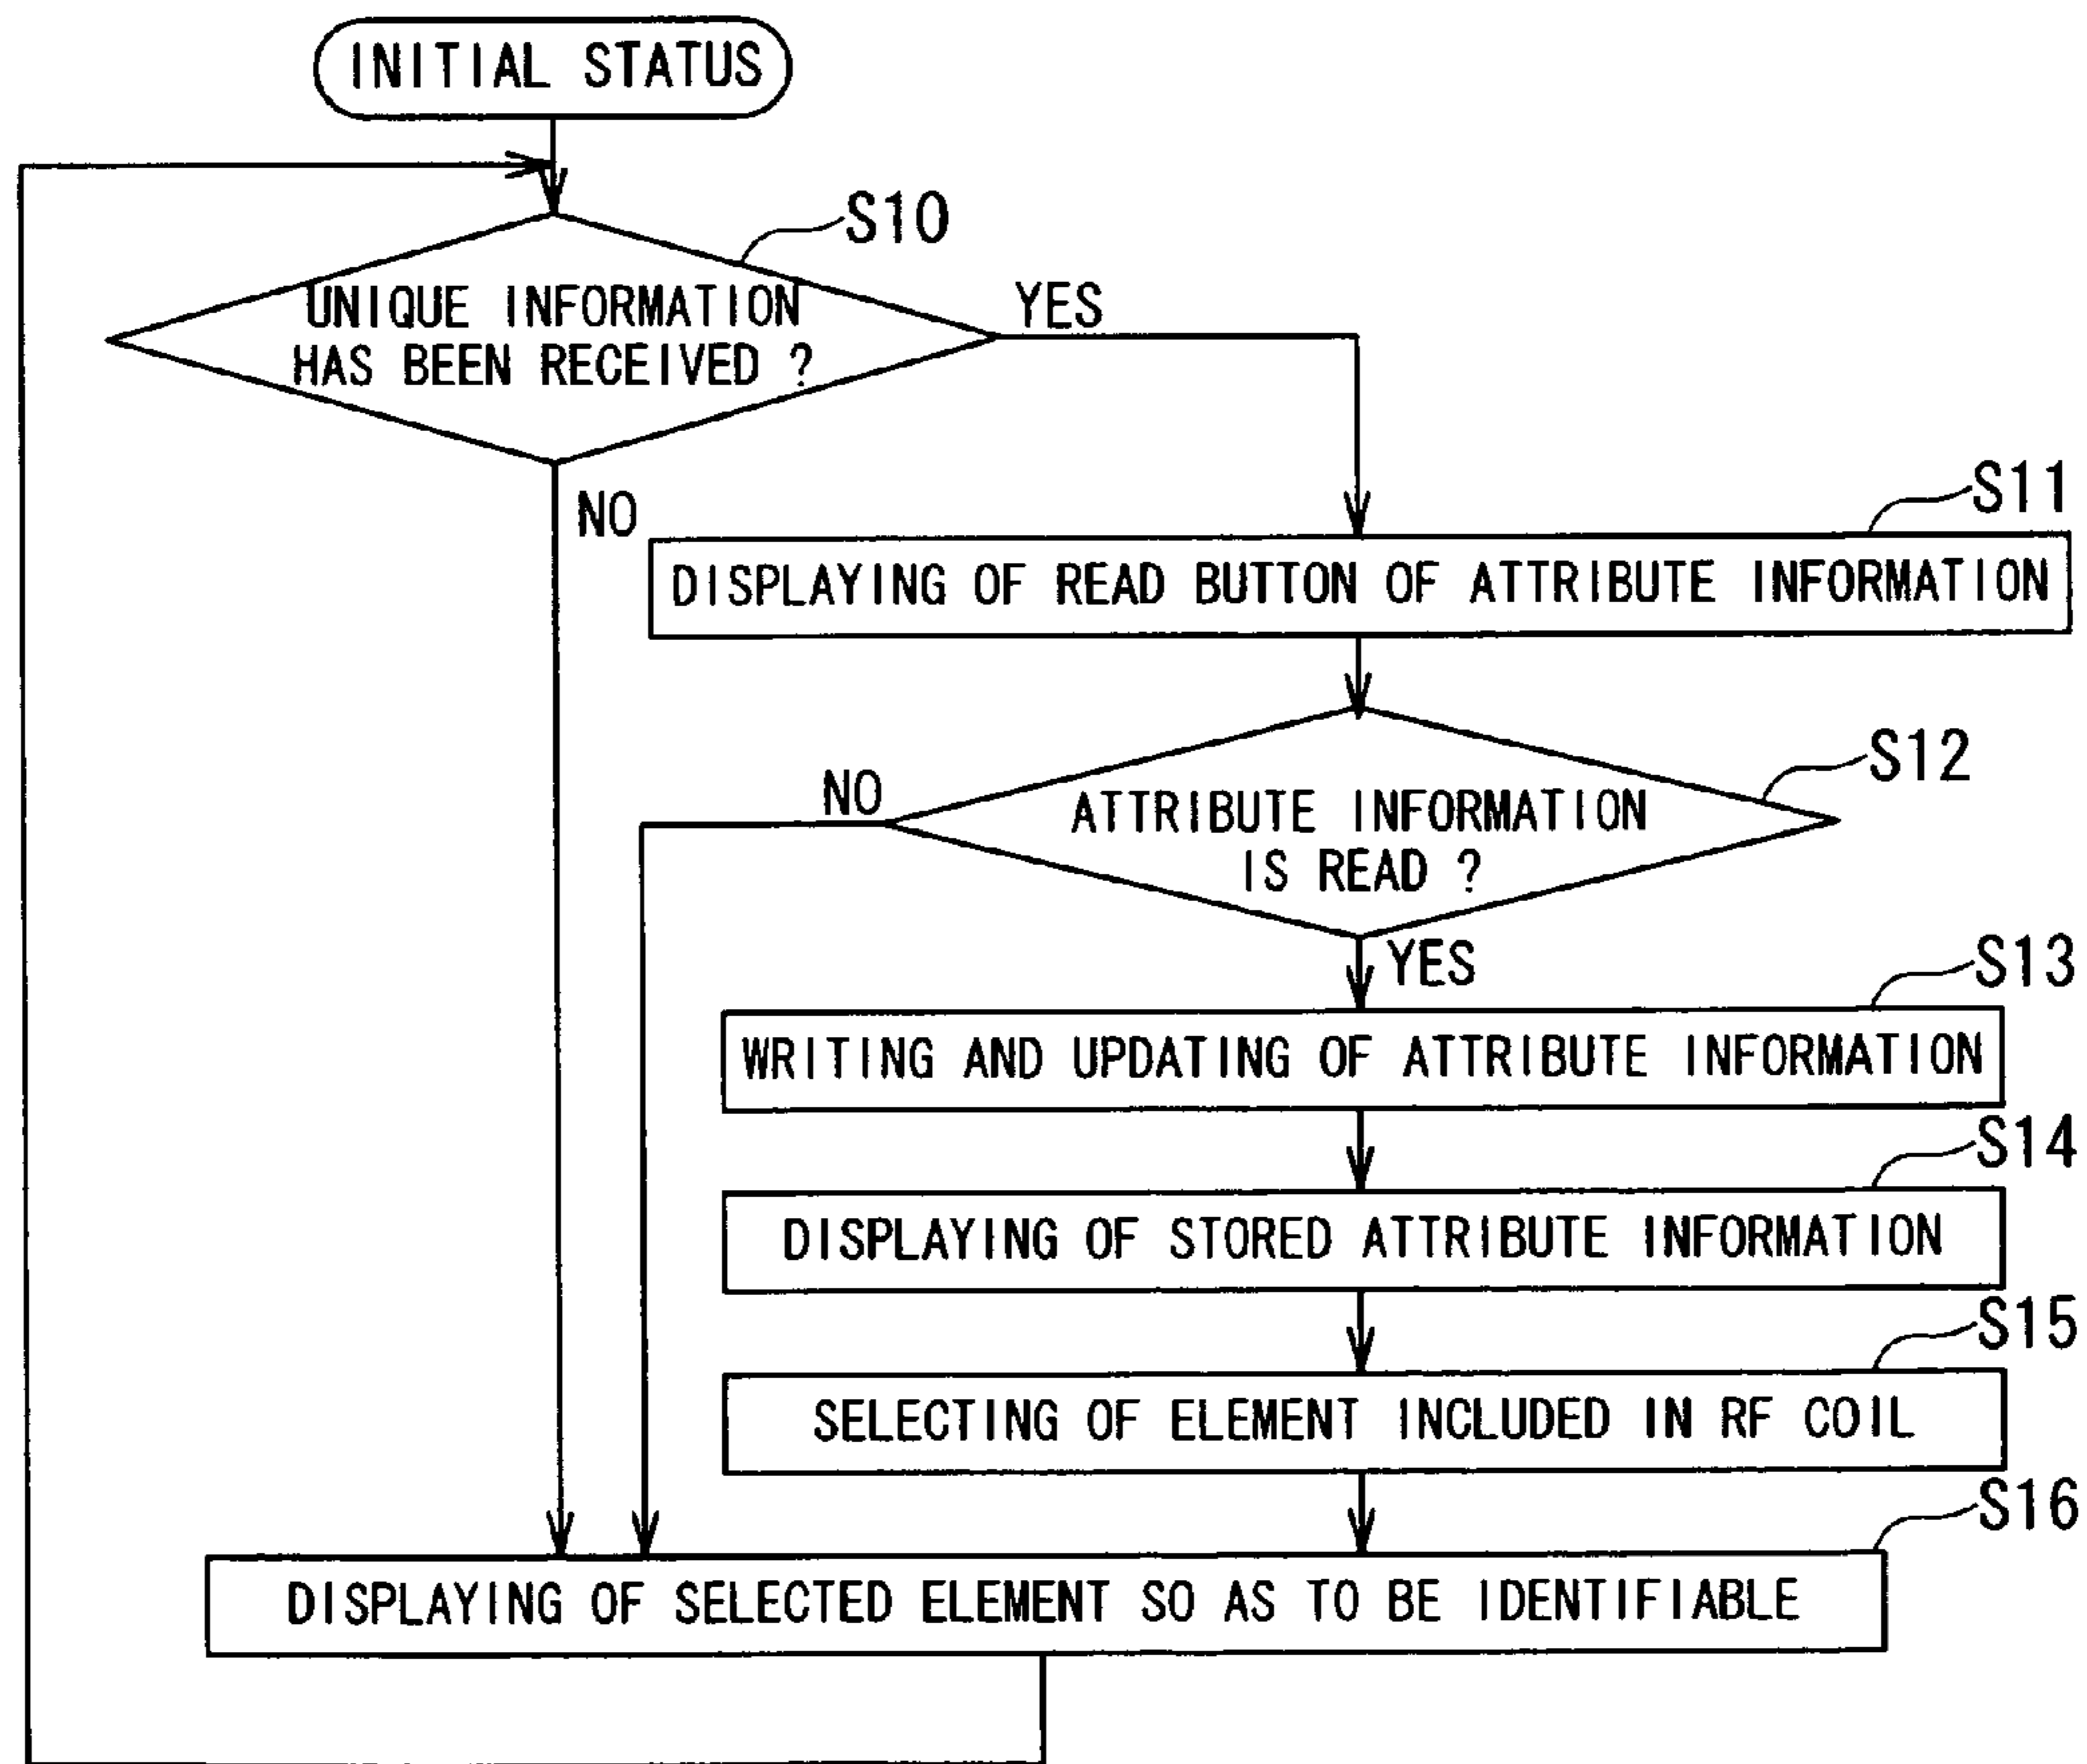 INITIAL STATUS
S10
UNIQUE INFORMATION
HAS BEEN RECEIVED ?
YES
NO
S11
DISPLAYING OF READ BUTTON OF ATTRIBUTE INFORMATION
S12
NO
ATTRIBUTE INFORMATION
IS READ ?
YES
S13
WRITING AND UPDATING OF ATTRIBUTE INFORMATION
S14
DISPLAYING OF STORED ATTRIBUTE INFORMATION
S15
SELECTING OF ELEMENT INCLUDED IN RF COIL
S16
DISPLAYING OF SELECTED ELEMENT SO AS TO BE IDENTIFIABLE